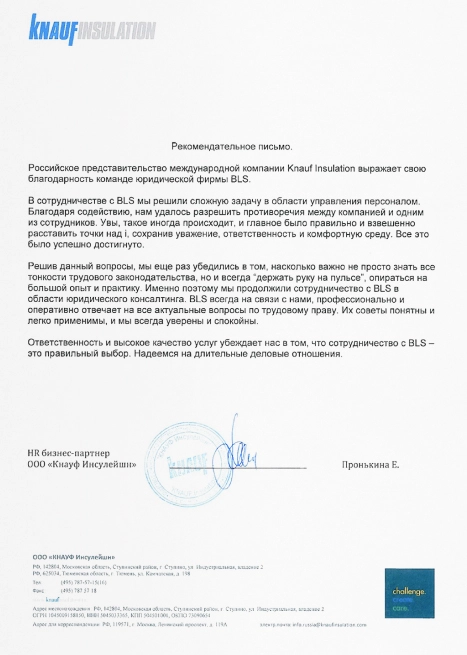 KNAUFINSULATION
Рекомендательное письмо.
Российское представительство международной компании Knauf Insulation выражает свою
благодарность команде юридической фирмы BLS.
В сотрудничестве с BLS мы решили сложную задачу в области управления персоналом.
Благодаря содействию, нам удалось разрешить противоречия между компанией и одним
из сотрудников. Увы, такое иногда происходит, и главное было правильно и взвешенно
расставить точки над i, сохранив уважение, ответственность и комфортную среду. Все это
было успешно достигнуто.
Решив данный вопросы, мы еще раз убедились в том, насколько важно не просто знать все
тонкости трудового законодательства, но и всегда “держать руку на пульсе”, опираться на
большой опыт и практику. Именно поэтому мы продолжили сотрудничество с BLS в
области юридического консалтинга. BLS всегда на связи с нами, профессионально и
оперативно отвечает на все актуальные вопросы по трудовому праву. Их советы понятны и
легко применимы, и мы всегда уверены и спокойны.
Ответственность и высокое качество услуг убеждает нас в том, что сотрудничество с BLS –
это правильный выбор. Надеемся на длительные деловые отношения.
HR бизнес-партнер
ООО «Кнауф Инсулейшн»
Пронькина Е.
KNAUF
ООО «КНАУФ Инсулейшн»
РФ, 142804, Московская область, Ступинский район, г. Ступино, ул. Индустриальная, владение 2
РФ, 625034, Тюменская область, г. Тюмень, ул. Камчатская, д. 198
Тел. (495) 787-57-15(16)
Факс (495) 787 57 18
knauf
Адрес местонахождения РФ, 142804, Московская область, Ступинский район, г. Ступино, ул. Индустриальная, владение 2
Адрес для корреспонденции: РФ, 119571, г. Москва, Ленинский проспект, д. 119А электр. почта: info.russia@knaufinsulation.com
challenge.
create.
care.